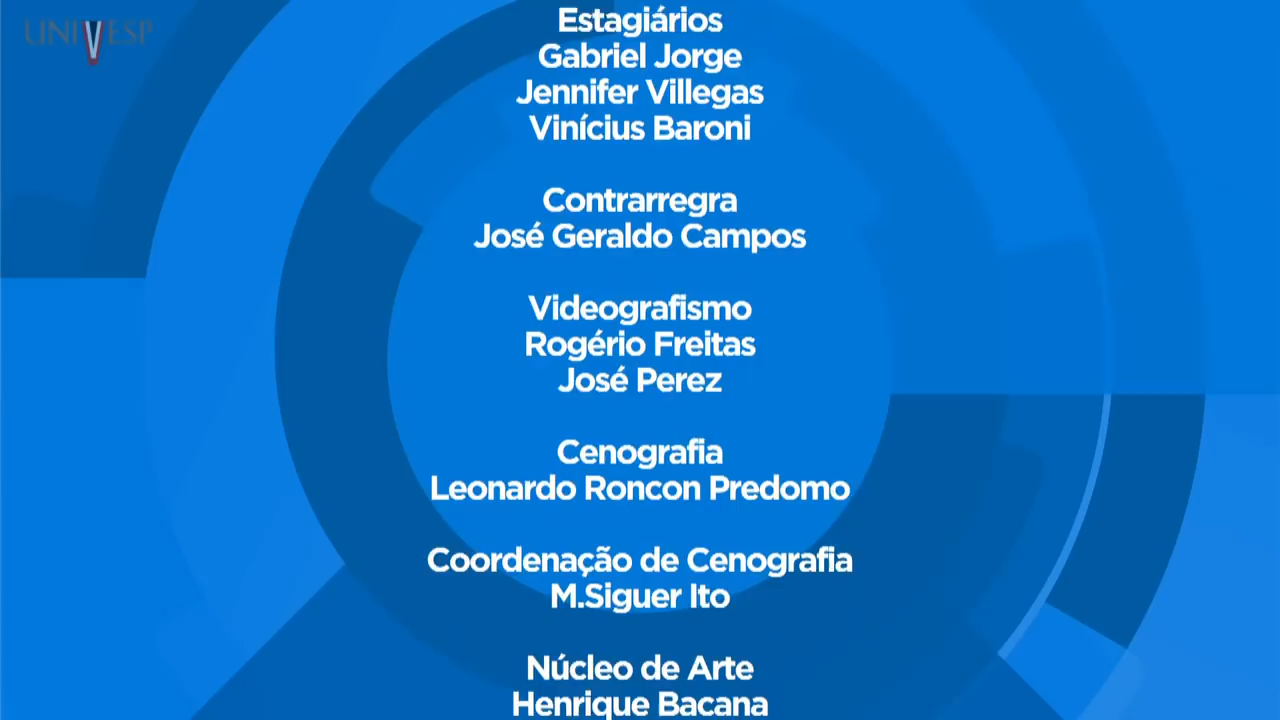 UNIVESP
Estagiários
Gabriel Jorge
Jennifer Villegas
Vinícius Baroni
Contrarregra
José Geraldo Campos
Videografismo
Rogério Freitas
José Perez
Cenografia
Leonardo Roncon Predomo
Coordenação de Cenografia
M.Siguer Ito
Núcleo de Arte
Henrique Bacana